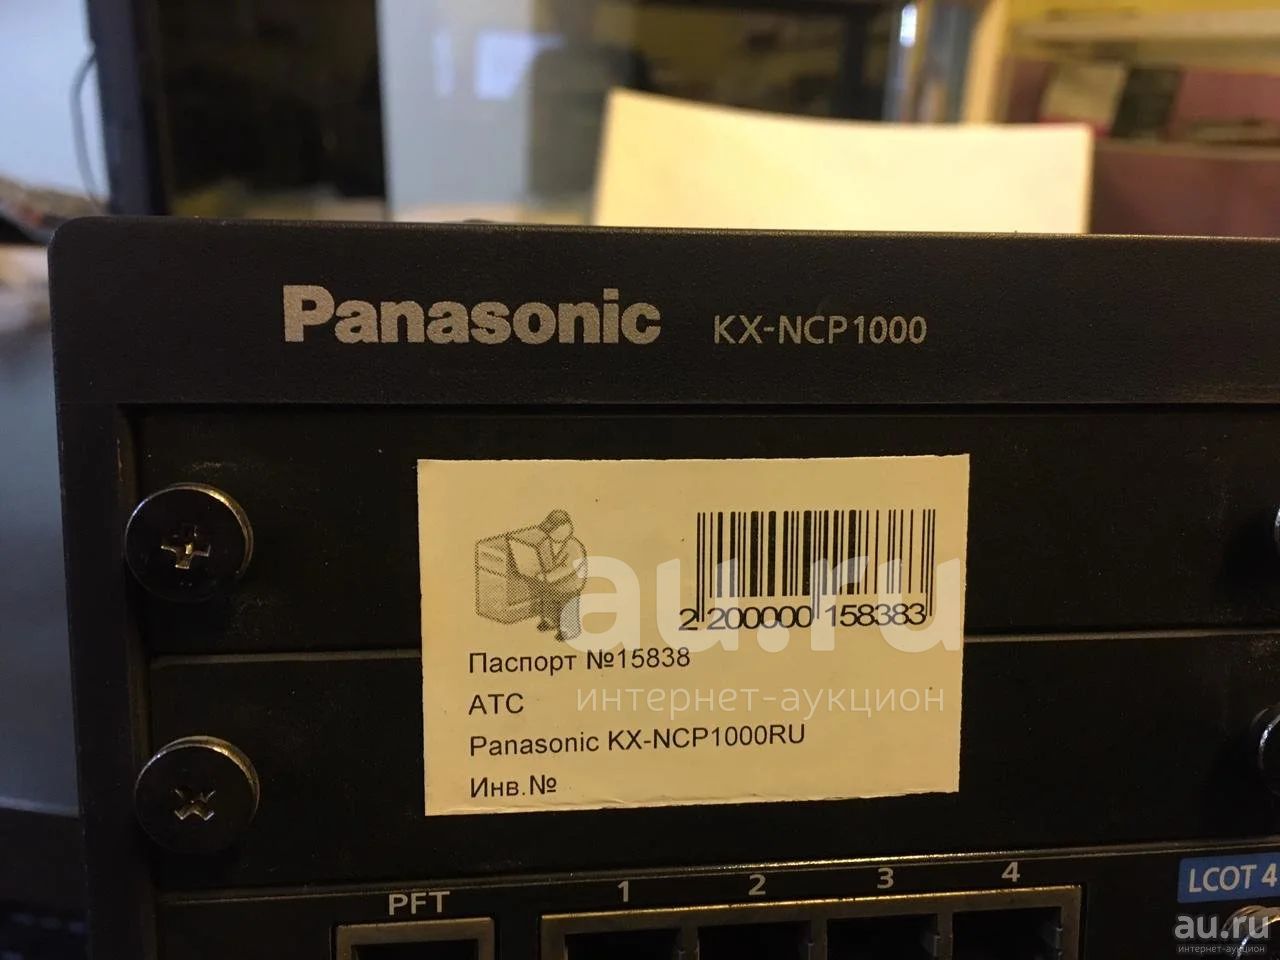 Panasonic KX-NCP1000
2 200000 158383
au.ru
Паспорт №15838
интернет-аукцион
АТС
Panasonic KX-NCP1000RU
Инв.№
PFT 1 2 3 4
LCOT 4
au.ru
интернет-аукцион